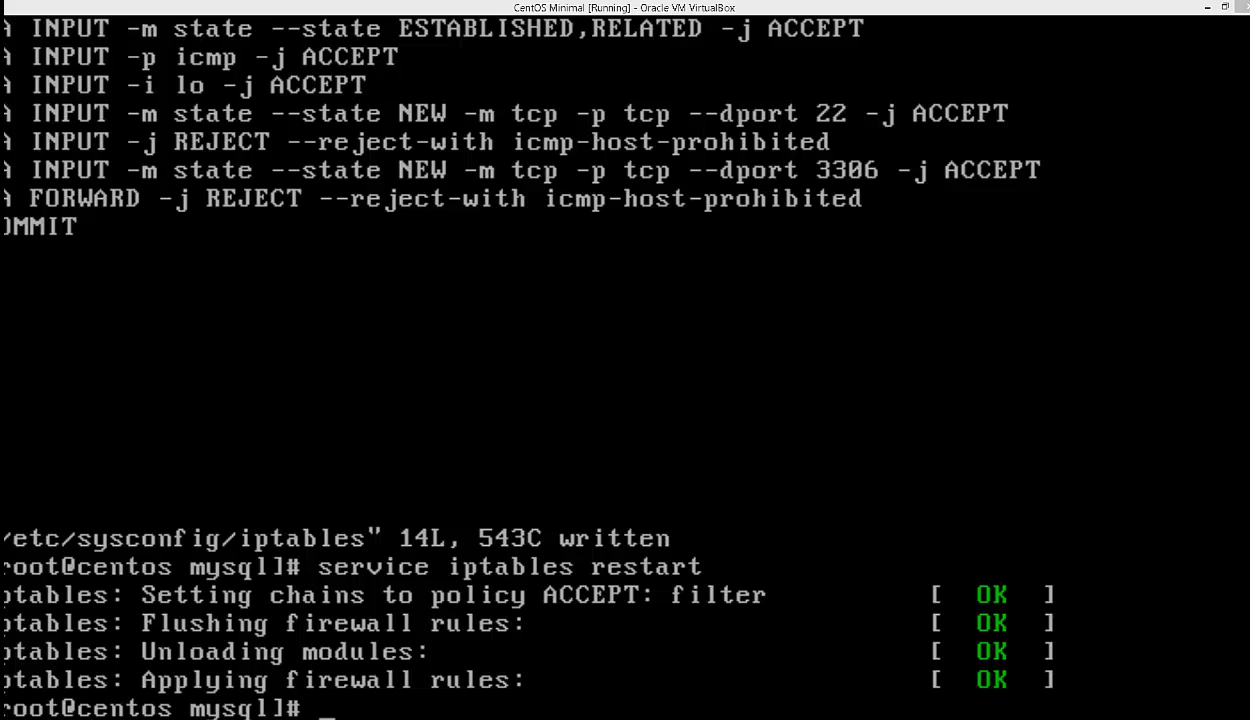 CentOS Minimal [Running] - Oracle VM VirtualBox
A INPUT -m state --state ESTABLISHED,RELATED -j ACCEPT
A INPUT -p icmp -j ACCEPT
A INPUT -i lo -j ACCEPT
A INPUT -m state --state NEW -m tcp -p tcp --dport 22 -j ACCEPT
A INPUT -j REJECT --reject-with icmp-host-prohibited
A INPUT -m state --state NEW -m tcp -p tcp --dport 3306 -j ACCEPT
A FORWARD -j REJECT --reject-with icmp-host-prohibited
OMMIT
/etc/sysconfig/iptables" 14L, 543C written
root@centos mysql]# service iptables restart
ptables: Setting chains to policy ACCEPT: filter [ OK ]
ptables: Flushing firewall rules: [ OK ]
ptables: Unloading modules: [ OK ]
ptables: Applying firewall rules: [ OK ]
root@centos mysql]# _